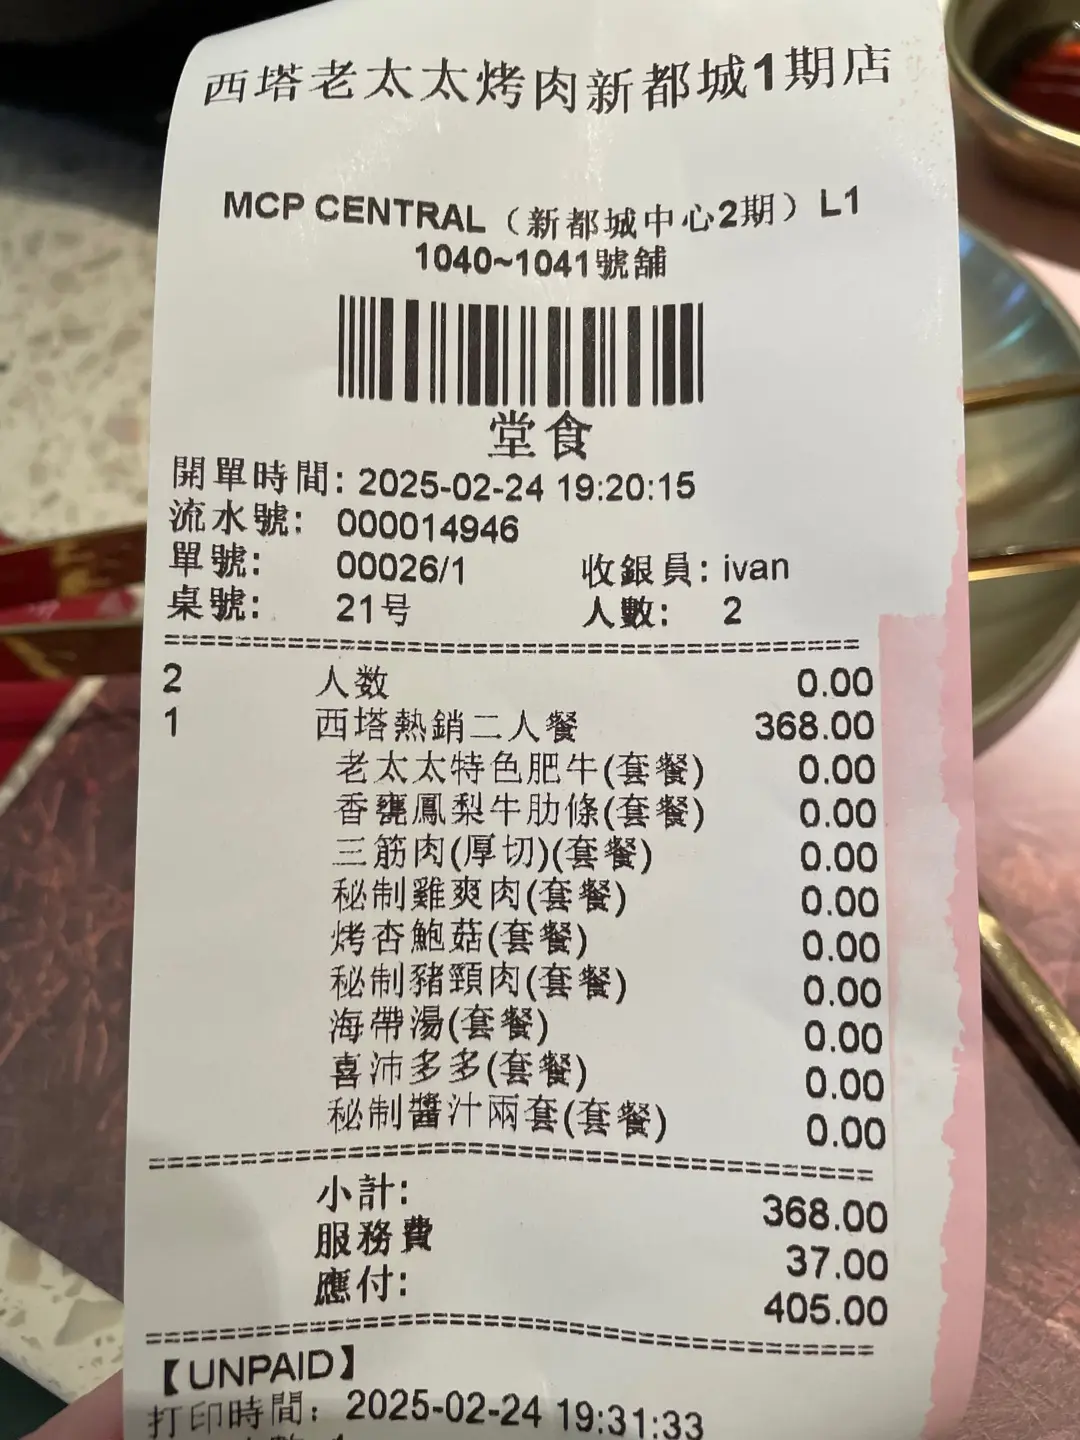 西塔老太太烤肉新都城1期店
MCP CENTRAL（新都城中心2期）L1
1040~1041號舖
堂食
開單時間: 2025-02-24 19:20:15
流水號: 000014946
單號: 00026/1 收銀員: ivan
桌號: 21号 人數: 2
2 人数 0.00
1 西塔熱銷二人餐 368.00
老太太特色肥牛(套餐) 0.00
香甕鳳梨牛肋條(套餐) 0.00
三筋肉(厚切)(套餐) 0.00
秘制雞爽肉(套餐) 0.00
烤杏鮑菇(套餐) 0.00
秘制豬頸肉(套餐) 0.00
海帶湯(套餐) 0.00
喜沛多多(套餐) 0.00
秘制醬汁兩套(套餐) 0.00
小計: 368.00
服務費 37.00
應付: 405.00
【UNPAID】
打印時間: 2025-02-24 19:31:33